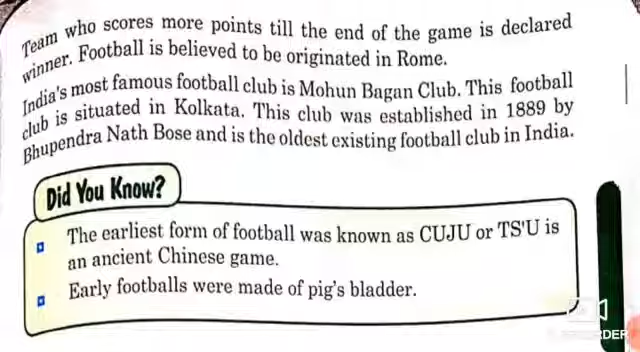 Team who scores more points till the end of the game is declared
winner. Football is believed to be originated in Rome.
India's most famous football club is Mohun Bagan Club. This football
club is situated in Kolkata. This club was established in 1889 by
Bhupendra Nath Bose and is the oldest existing football club in India.
Did You Know?
The earliest form of football was known as CUJU or TS'U is
an ancient Chinese game.
Early footballs were made of pig's bladder.